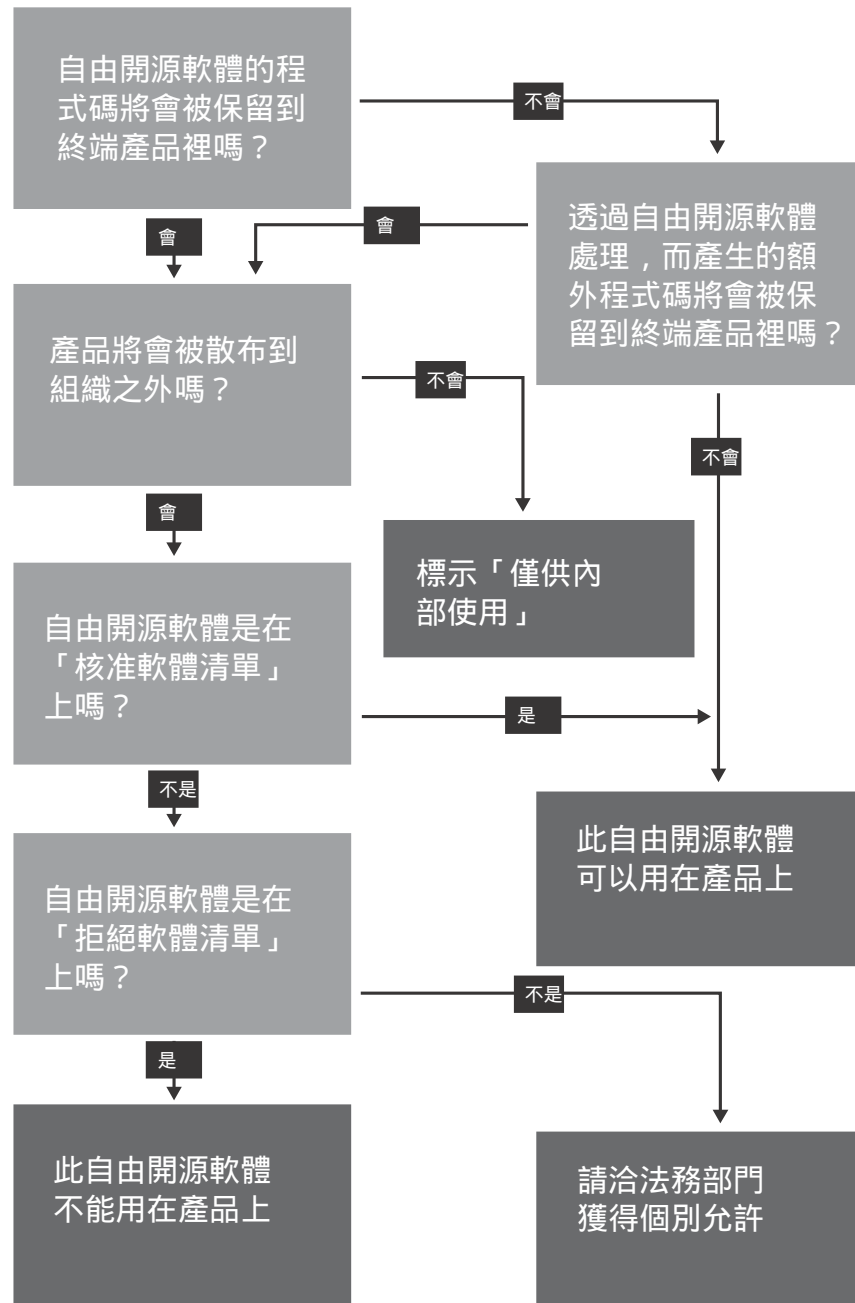 自由開源軟體的程
式碼將會被保留到
終端產品裡嗎？
不會
會
會
透過自由開源軟體
處理，而產生的額
外程式碼將會被保
留到終端產品裡嗎？
產品將會被散布到
組織之外嗎？
不會
不會
會
標示「僅供內
部使用」
自由開源軟體是在
「核准軟體清單」
上嗎？
是
不是
此自由開源軟體
可以用在產品上
自由開源軟體是在
「拒絕軟體清單」
上嗎？
不是
是
此自由開源軟體
不能用在產品上
請洽法務部門
獲得個別允許